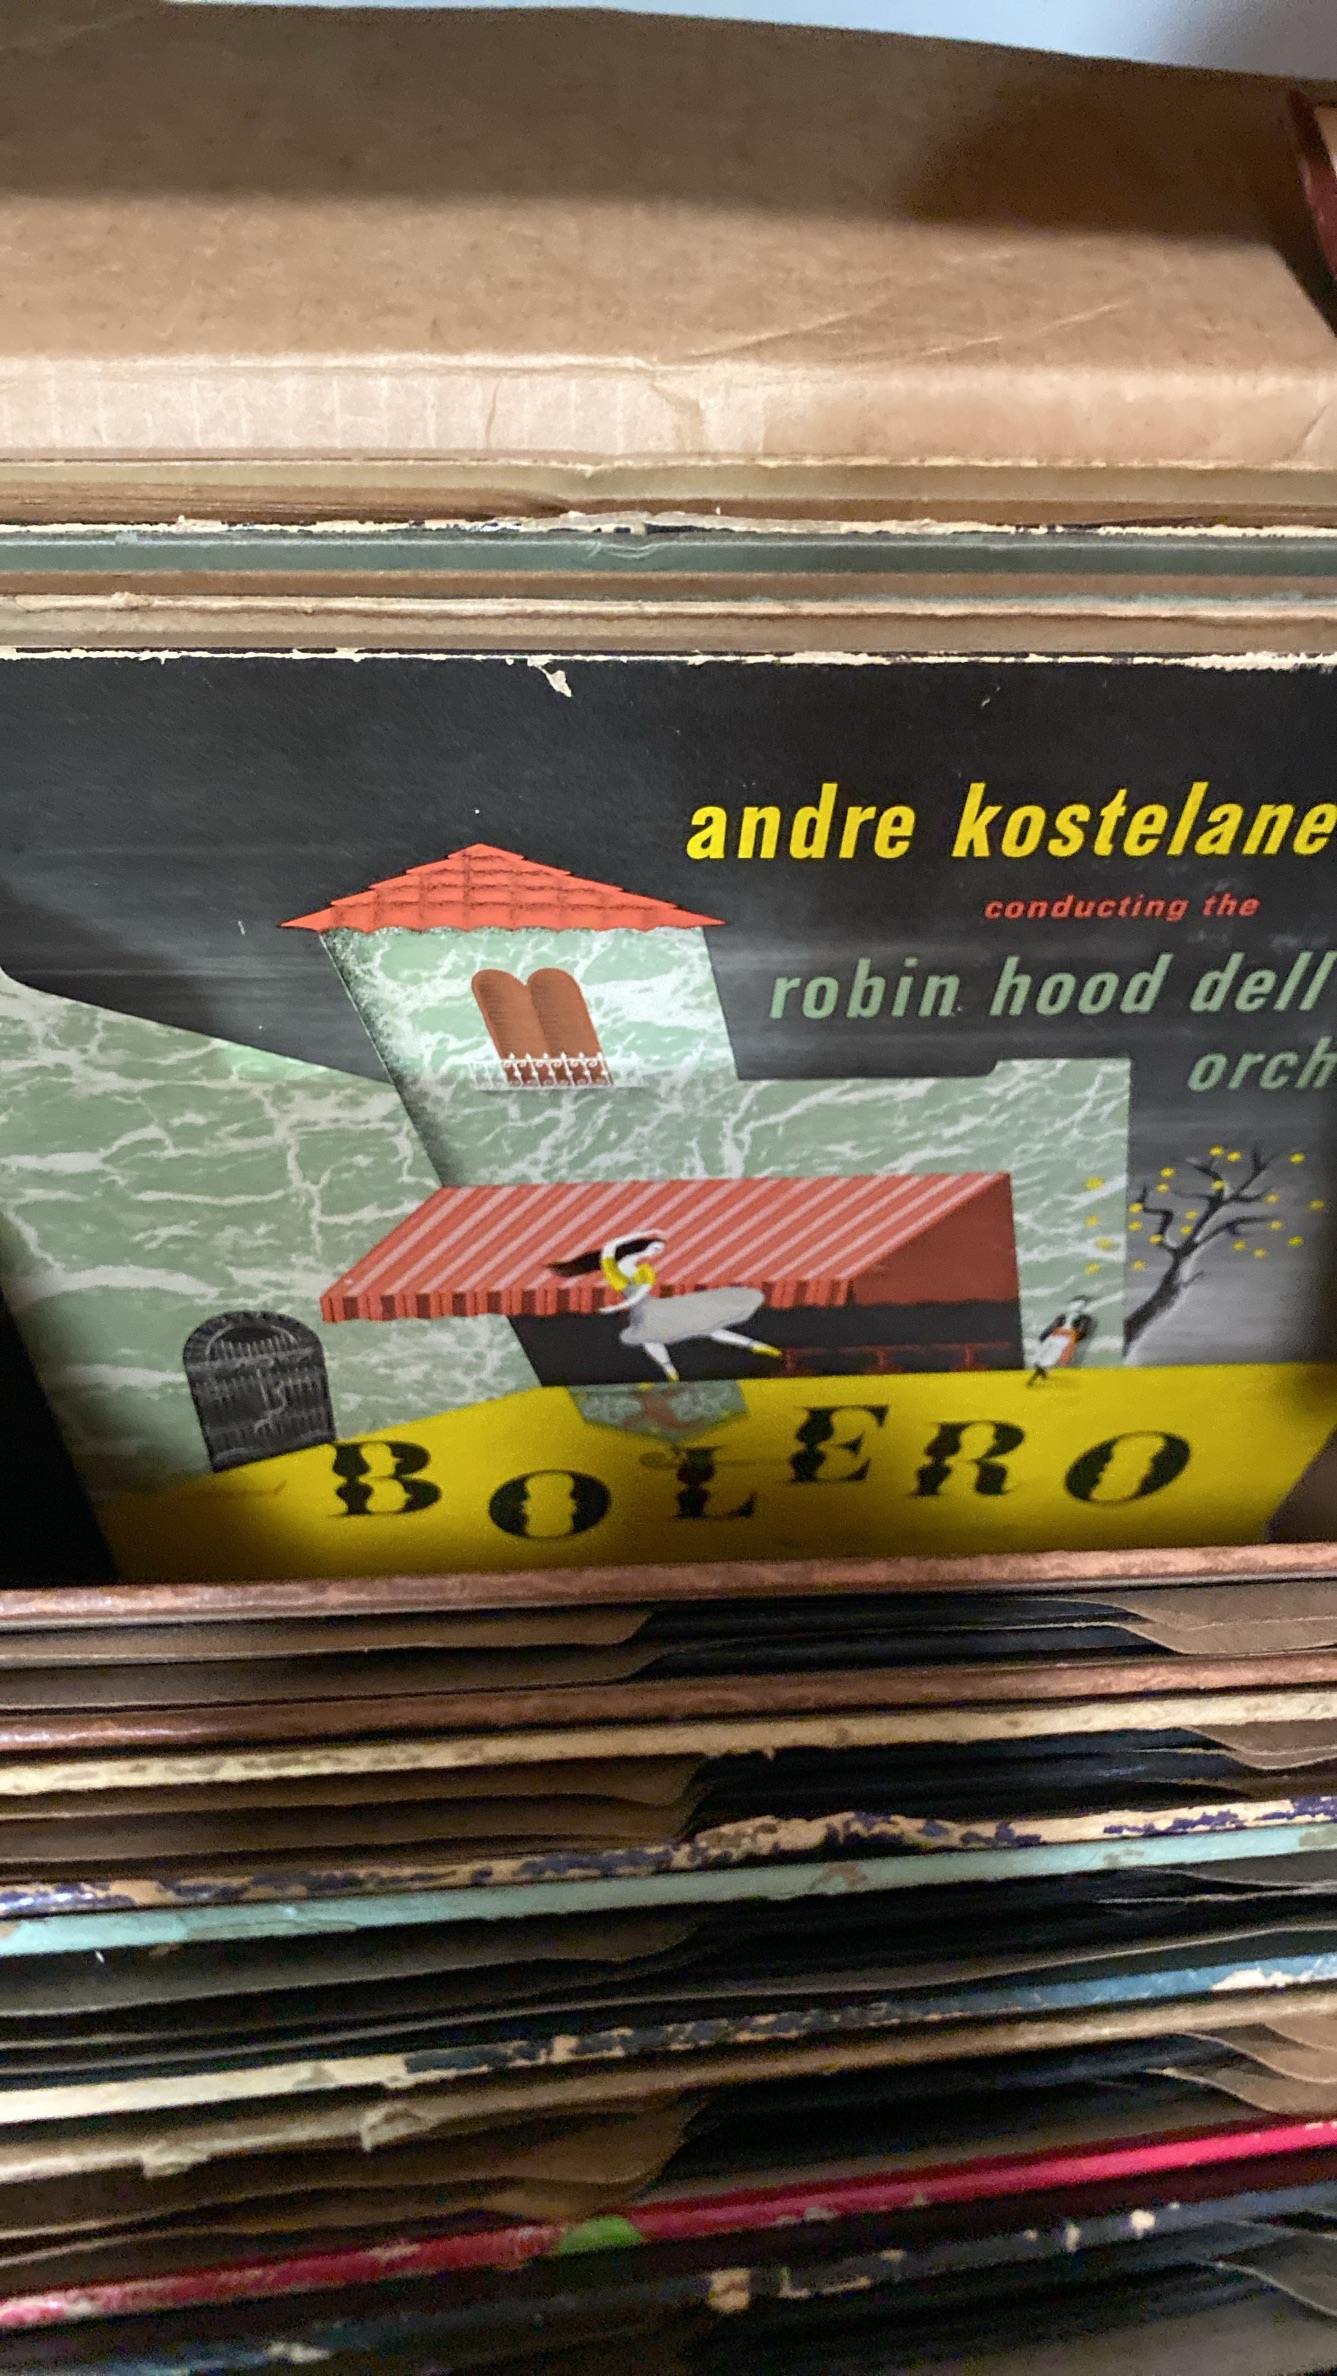 andre kostelane
conducting the
robin hood dell
orch
BOLERO